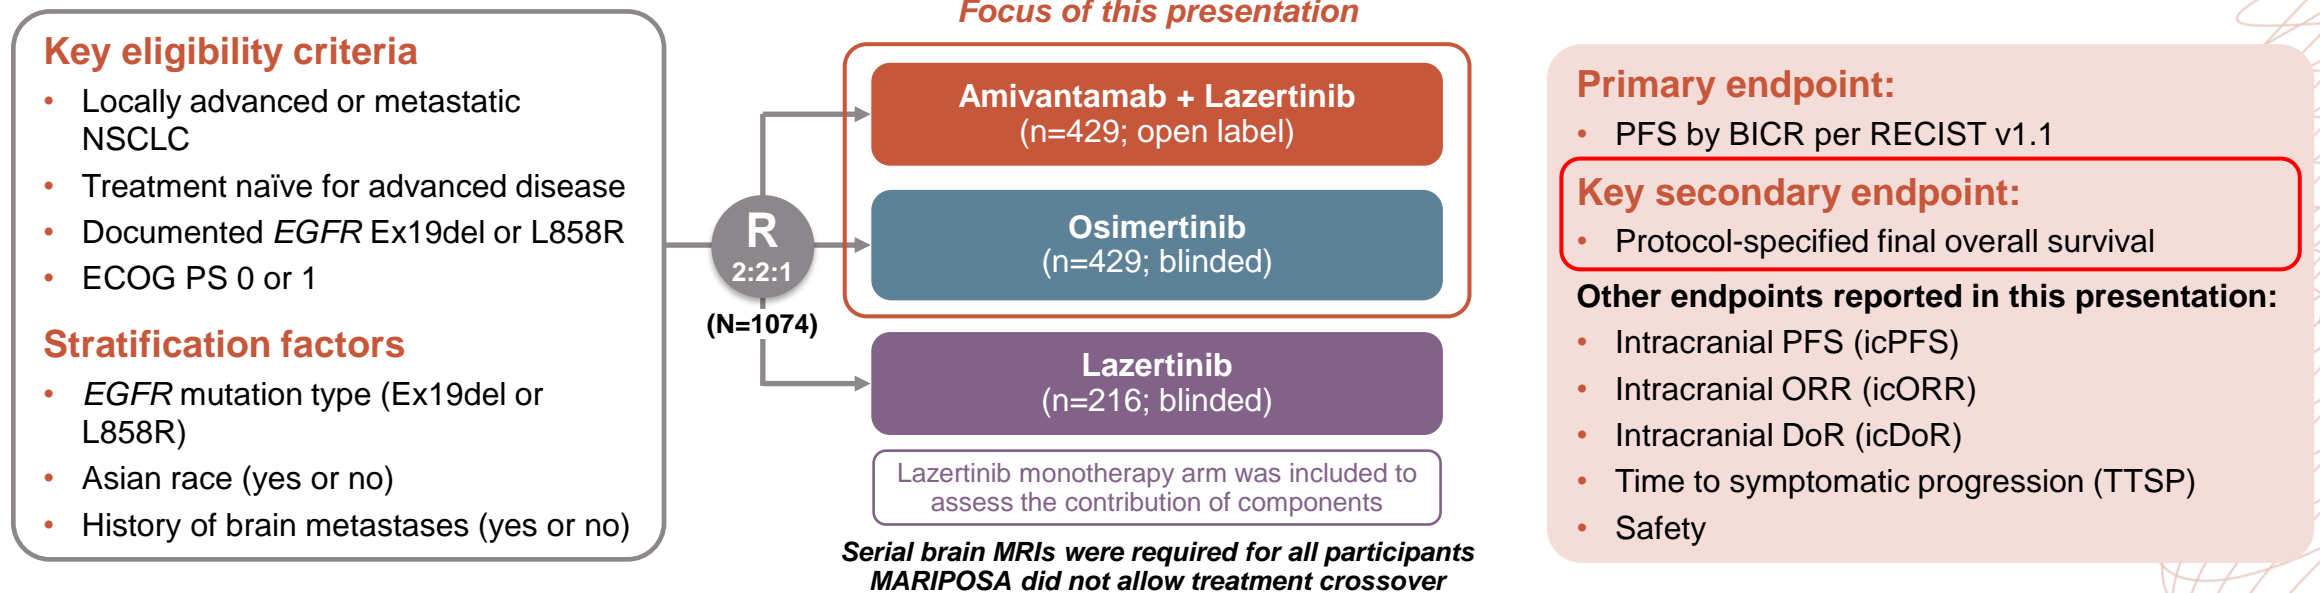 Key eligibility criteria
• Locally advanced or metastatic
NSCLC
• Treatment naïve for advanced disease
• Documented EGFR Ex19del or L858R
• ECOG PS 0 or 1
Stratification factors
• EGFR mutation type (Ex19del or
L858R)
• Asian race (yes or no)
• History of brain metastases (yes or no)
R
2:2:1
(N=1074)
Focus of this presentation
Amivantamab + Lazertinib
(n=429; open label)
Osimertinib
(n=429; blinded)
Lazertinib
(n=216; blinded)
Lazertinib monotherapy arm was included to
assess the contribution of components
Serial brain MRIs were required for all participants
MARIPOSA did not allow treatment crossover
Primary endpoint:
• PFS by BICR per RECIST v1.1
Key secondary endpoint:
• Protocol-specified final overall survival
Other endpoints reported in this presentation:
• Intracranial PFS (icPFS)
• Intracranial ORR (icORR)
• Intracranial DoR (icDoR)
• Time to symptomatic progression (TTSP)
• Safety